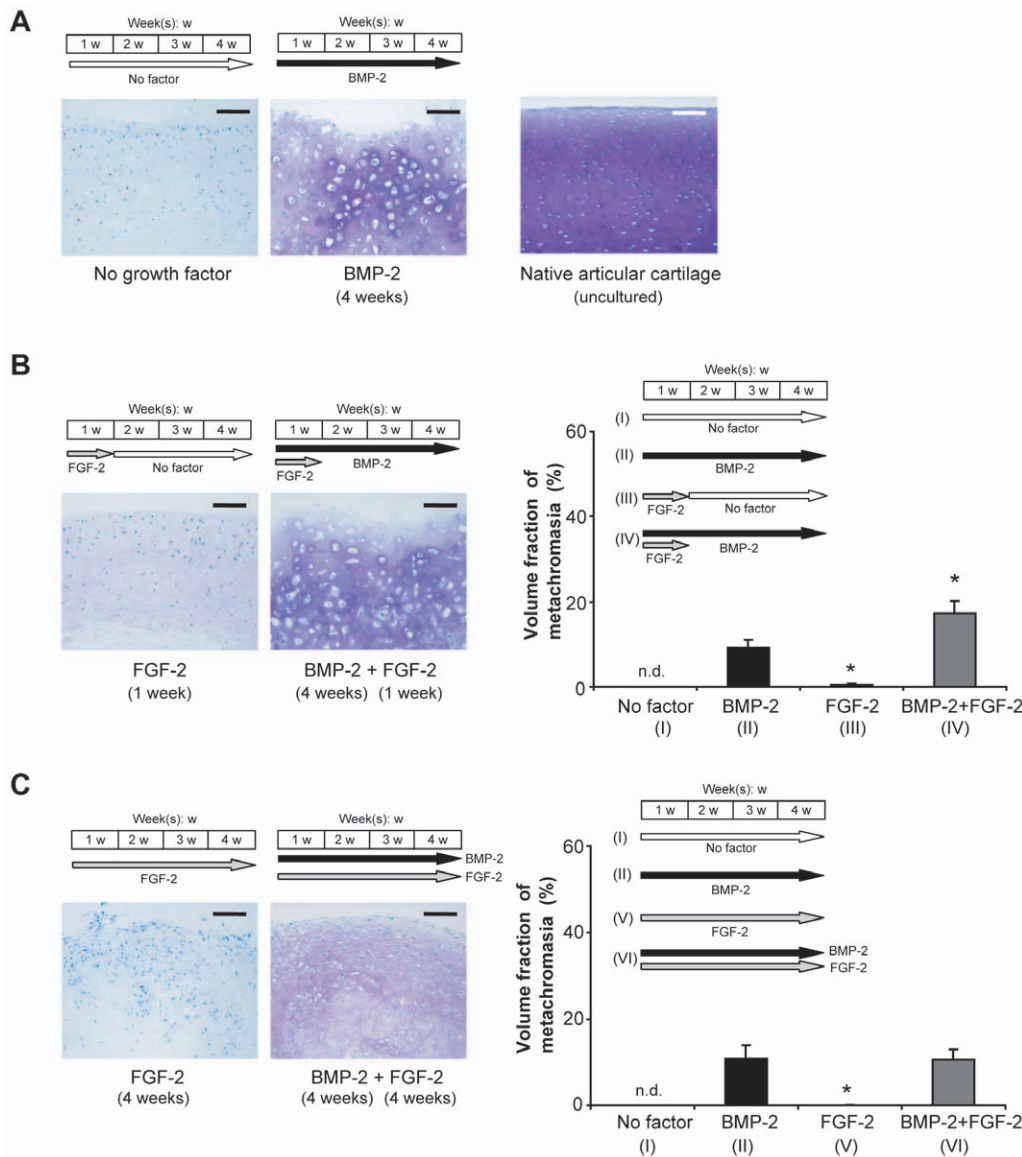 A
Week(s): w
1 w 2 w 3 w 4 w
No factor
Week(s): w
1 w 2 w 3 w 4 w
BMP-2
No growth factor
BMP-2
(4 weeks)
Native articular cartilage
(uncultured)
B
Week(s): w
1 w 2 w 3 w 4 w
FGF-2 No factor
Week(s): w
1 w 2 w 3 w 4 w
BMP-2
FGF-2
FGF-2
(1 week)
BMP-2 + FGF-2
(4 weeks) (1 week)
Week(s): w
1 w 2 w 3 w 4 w
(I)
No factor
(II)
BMP-2
(III)
FGF-2 No factor
(IV)
BMP-2
FGF-2
Volume fraction of
metachromasia (%)
60
40
20
0
n.d.
*
*
No factor BMP-2 FGF-2 BMP-2+FGF-2
(I) (II) (III) (IV)
C
Week(s): w
1 w 2 w 3 w 4 w
FGF-2
Week(s): w
1 w 2 w 3 w 4 w
BMP-2
FGF-2
FGF-2
(4 weeks)
BMP-2 + FGF-2
(4 weeks) (4 weeks)
Week(s): w
1 w 2 w 3 w 4 w
(I)
No factor
(II)
BMP-2
(V)
FGF-2
(VI)
BMP-2
FGF-2
Volume fraction of
metachromasia (%)
60
40
20
0
n.d.
*
No factor BMP-2 FGF-2 BMP-2+FGF-2
(I) (II) (V) (VI)